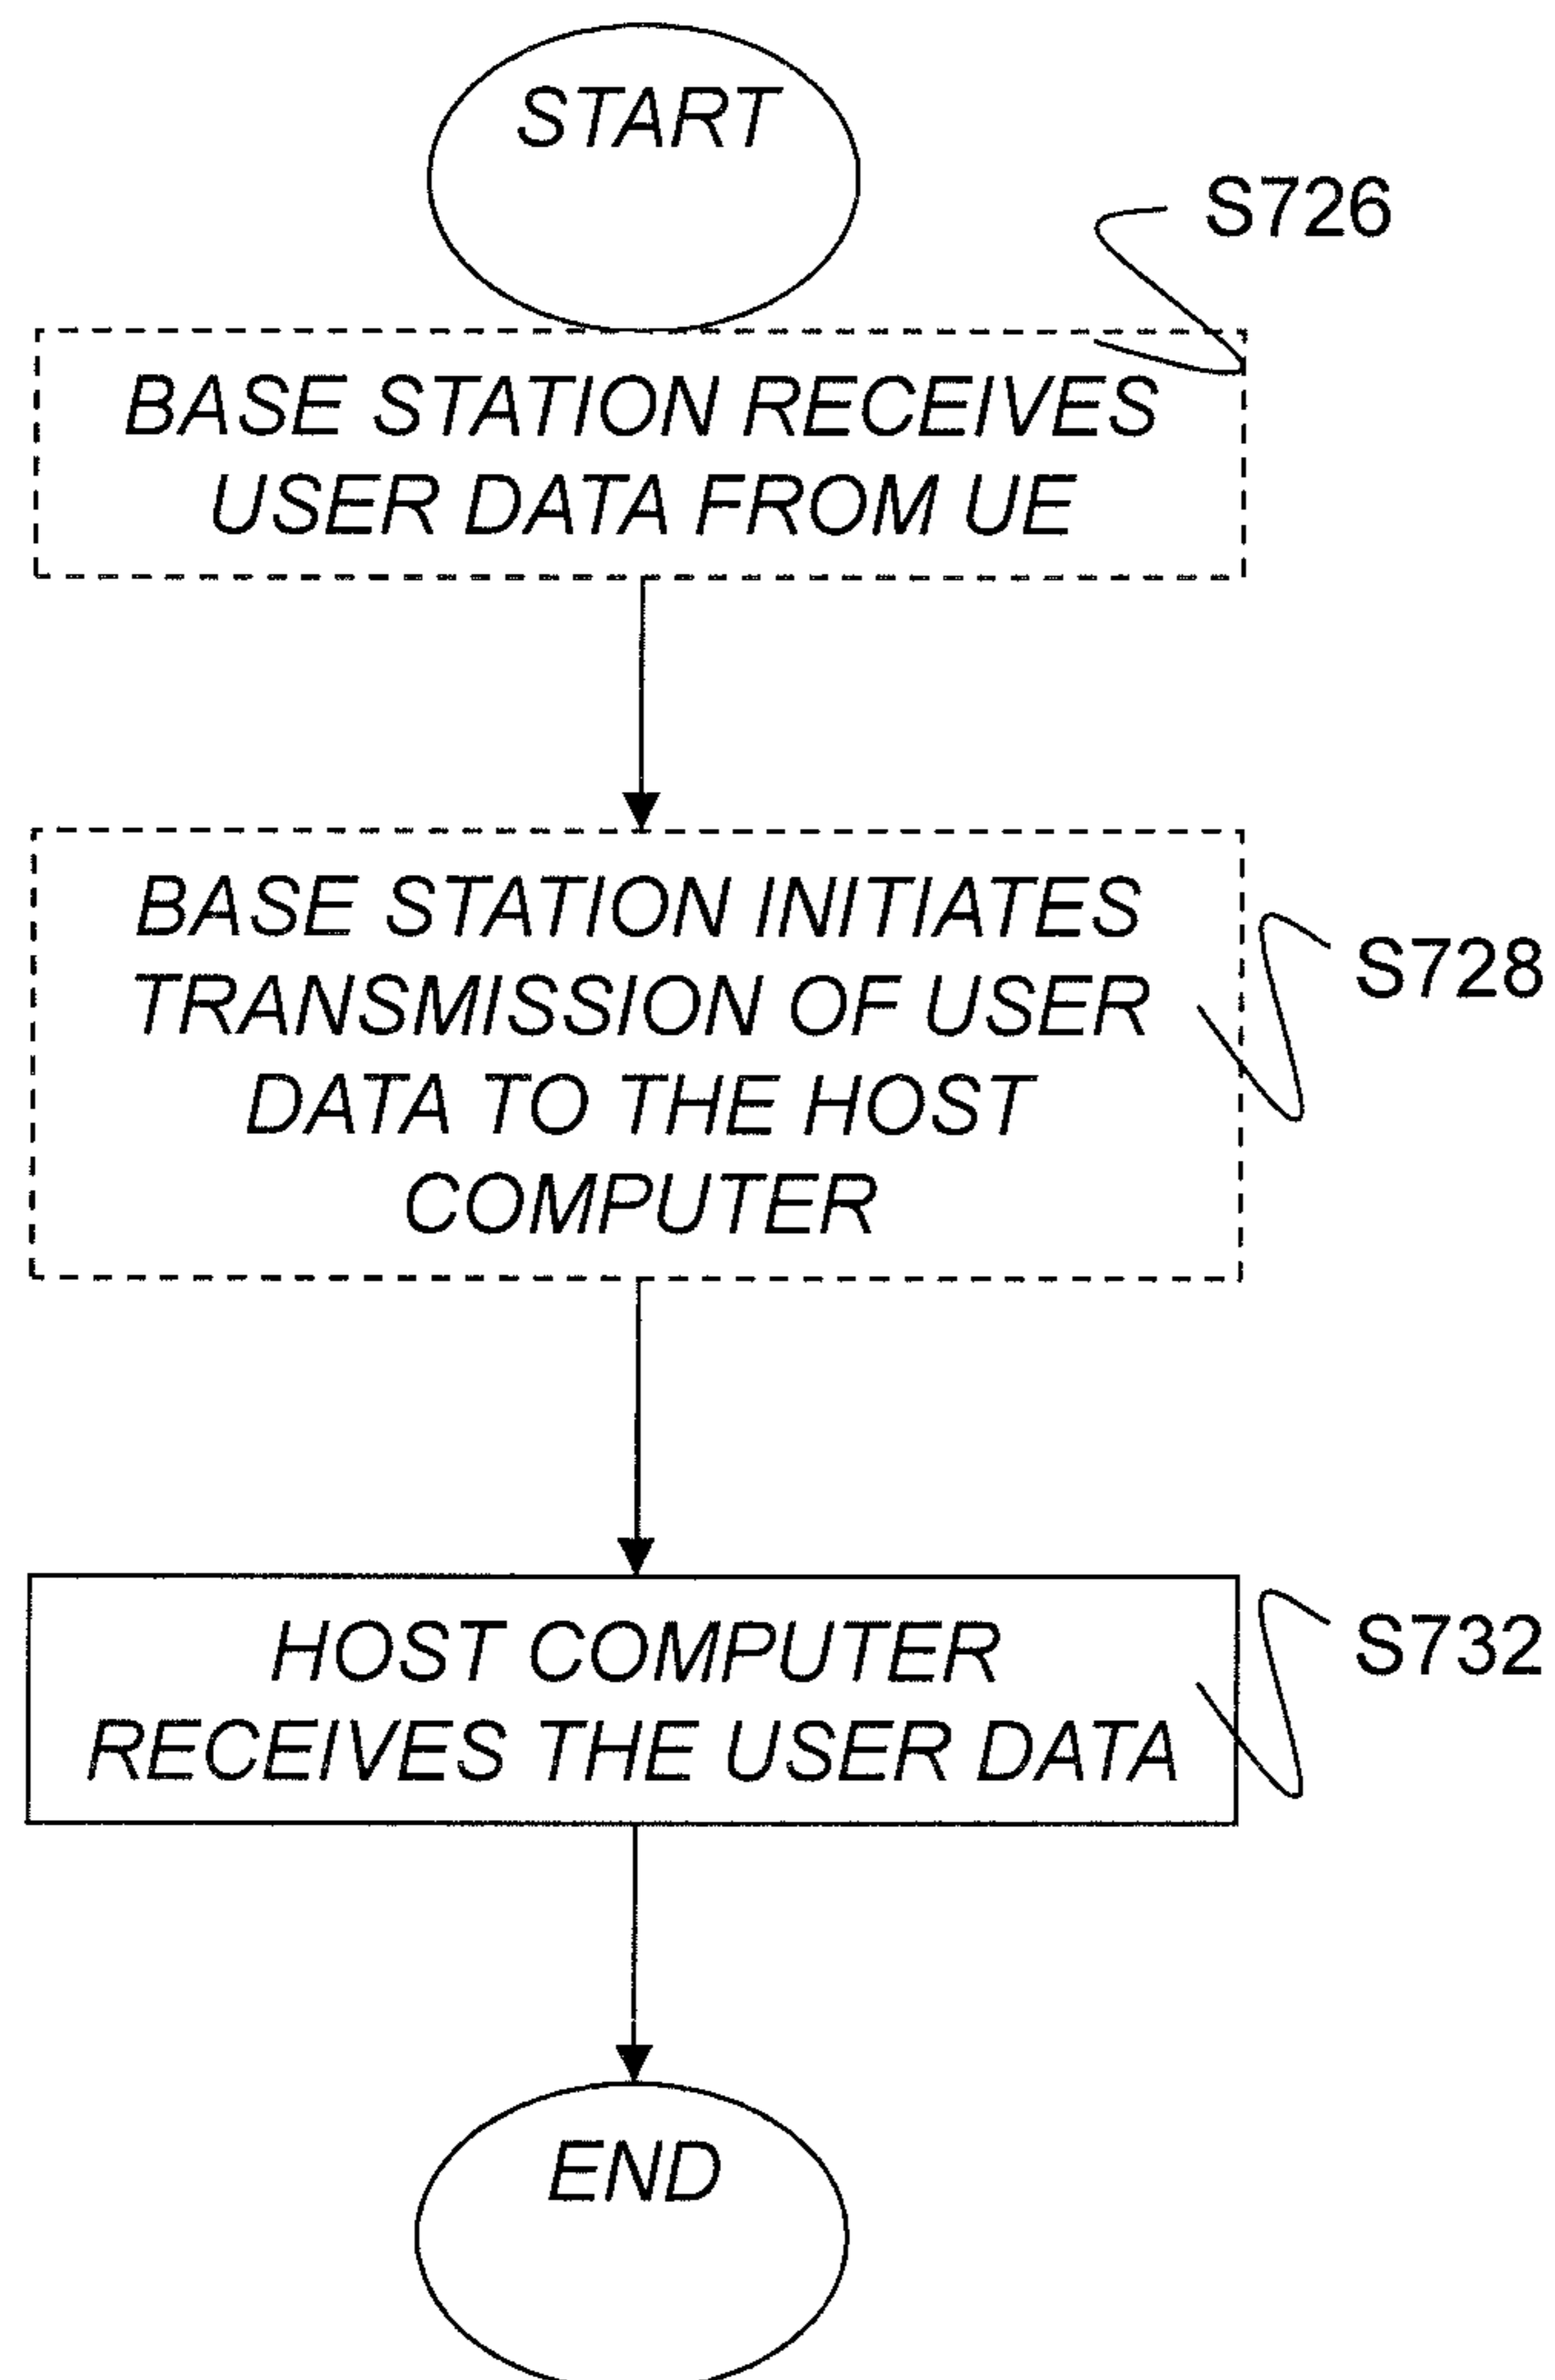 START
S726
BASE STATION RECEIVES
USER DATA FROM UE
BASE STATION INITIATES
TRANSMISSION OF USER
DATA TO THE HOST
COMPUTER
S728
HOST COMPUTER
RECEIVES THE USER DATA
S732
END